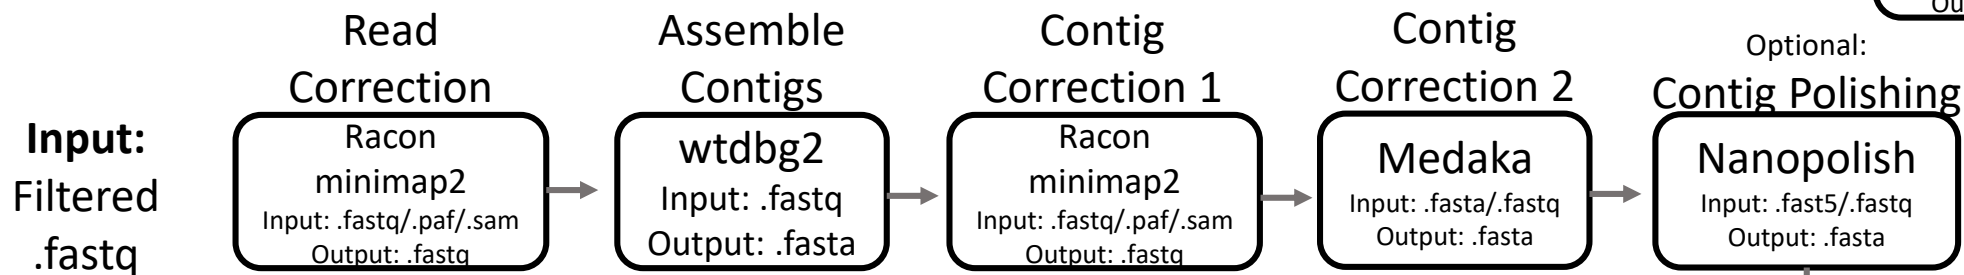 Input:
Filtered
.fastq
Read
Correction
Racon
minimap2
Input: .fastq/.paf/.sam
Output: .fastq
Assemble
Contigs
wtdbg2
Input: .fastq
Output: .fasta
Contig
Correction 1
Racon
minimap2
Input: .fastq/.paf/.sam
Output: .fastq
Contig
Correction 2
Medaka
Input: .fasta/.fastq
Output: .fasta
Optional:
Contig Polishing
Nanopolish
Input: .fast5/.fastq
Output: .fasta